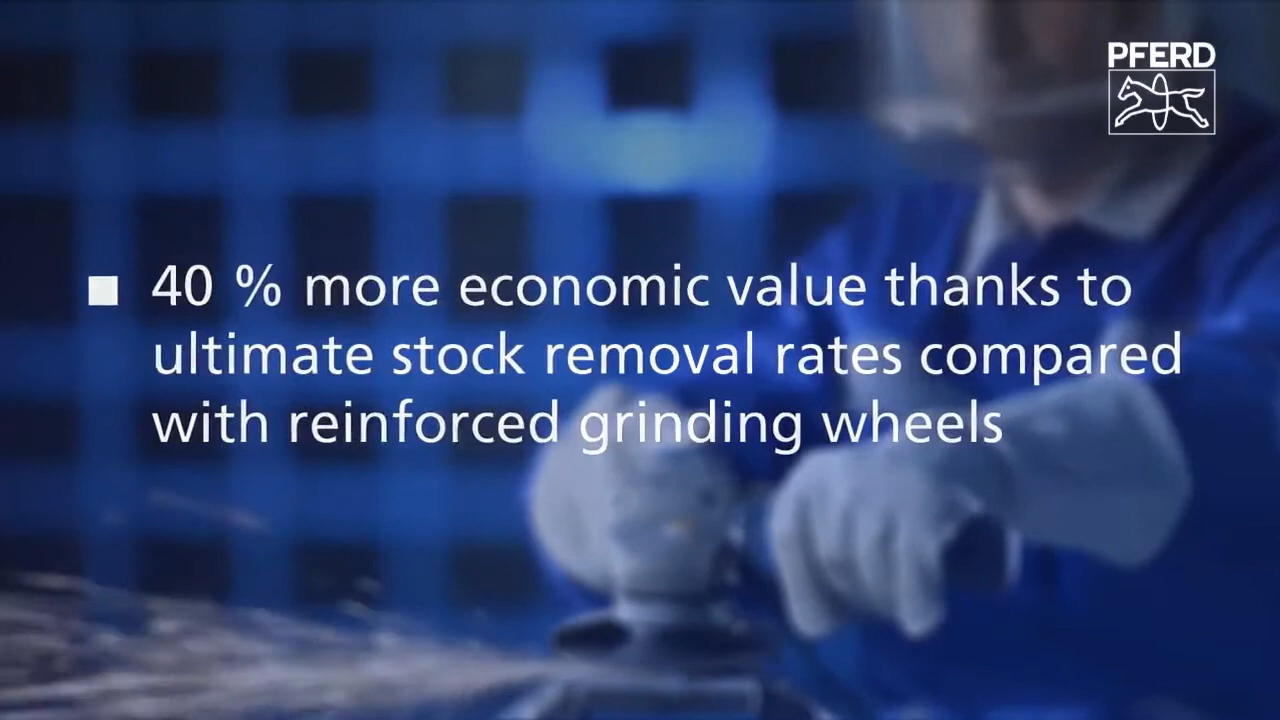 PFERD
40 % more economic value thanks to
ultimate stock removal rates compared
with reinforced grinding wheels